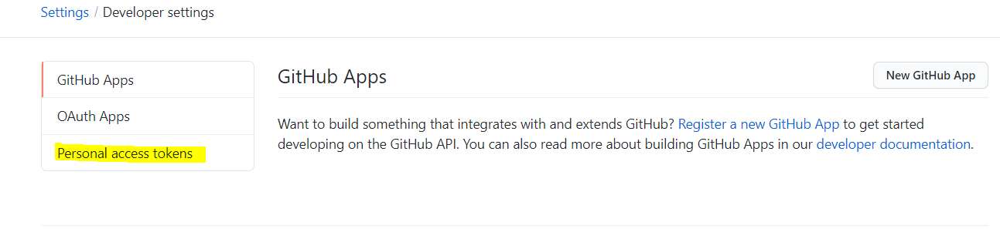 Settings / Developer settings
GitHub Apps
OAuth Apps
Personal access tokens
GitHub Apps
New GitHub App
Want to build something that integrates with and extends GitHub? Register a new GitHub App to get started
developing on the GitHub API. You can also read more about building GitHub Apps in our developer documentation.